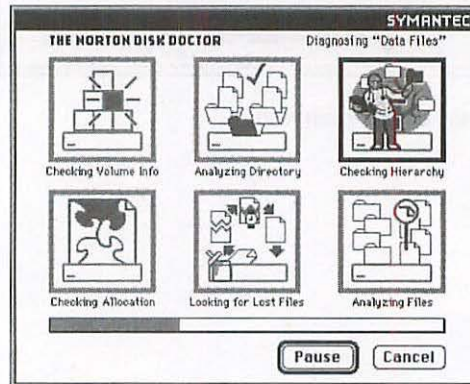 SYMANTEC
THE NORTON DISK DOCTOR
Diagnosing "Data Files"
Checking Volume Info
Analyzing Directory
Checking Hierarchy
Checking Allocation
Looking for Lost Files
Analyzing Files
Pause
Cancel